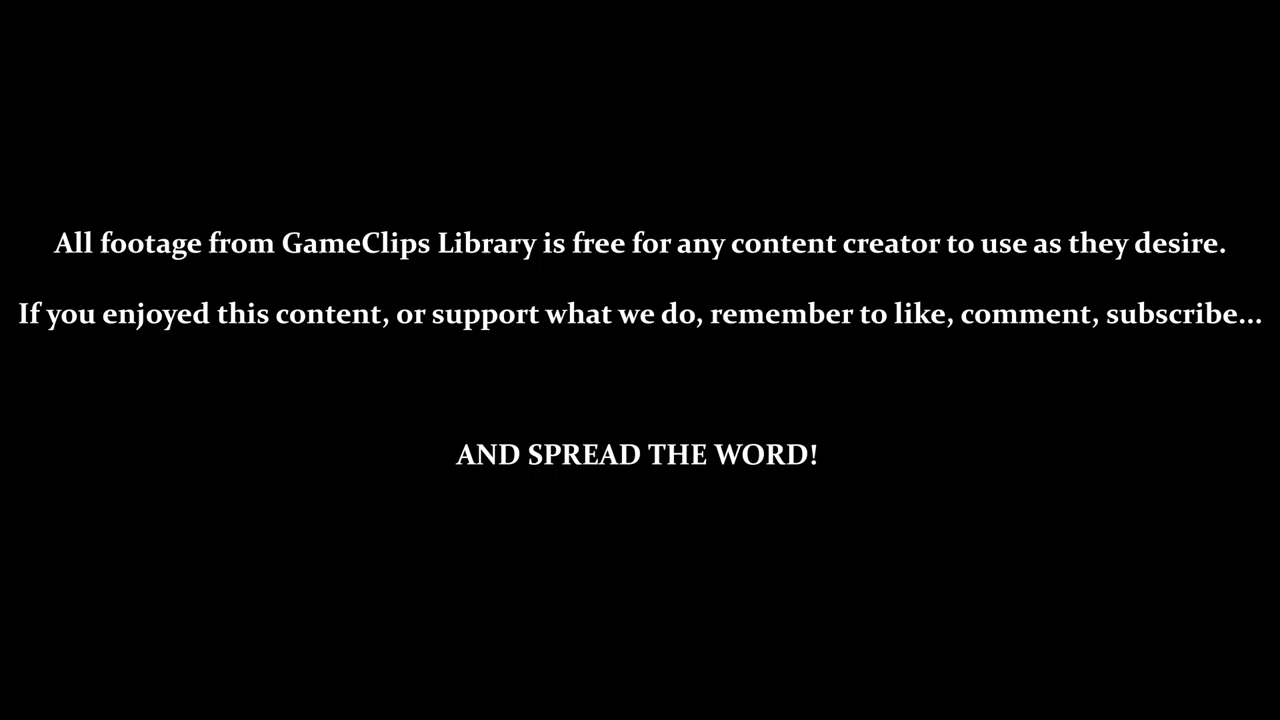 All footage from GameClips Library is free for any content creator to use as they desire.
If you enjoyed this content, or support what we do, remember to like, comment, subscribe...
AND SPREAD THE WORD!